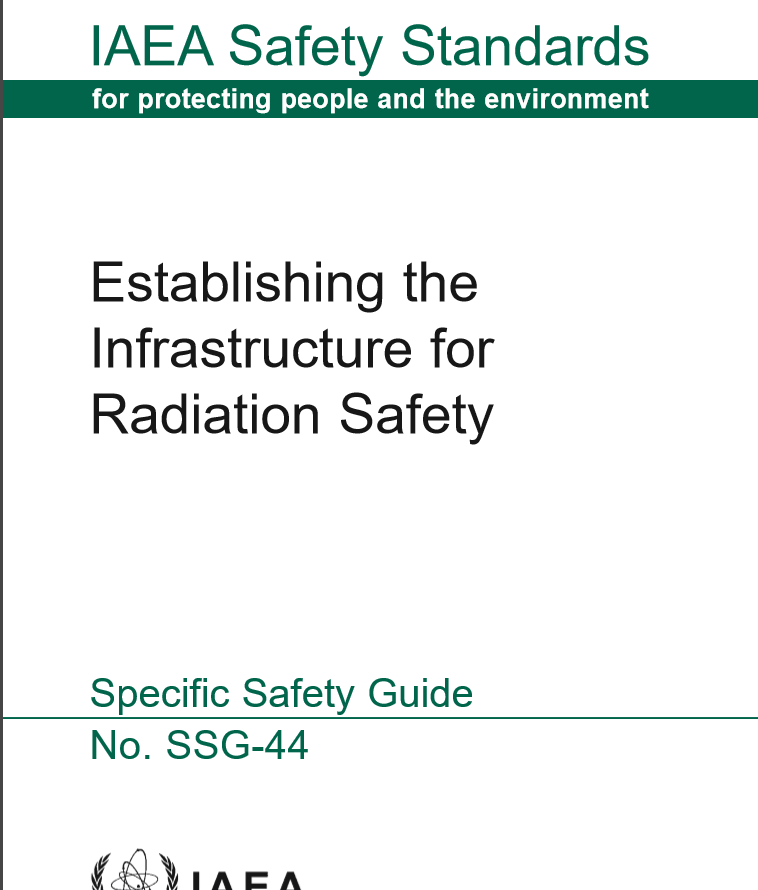 IAEA Safety Standards
for protecting people and the environment
Establishing the
Infrastructure for
Radiation Safety
Specific Safety Guide
No. SSG-44
IAEA